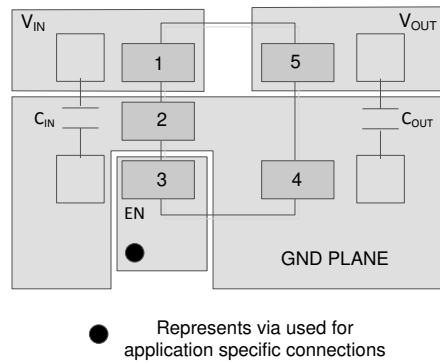 VIN
VOUT
1
5
CIN
2
COUT
3
4
EN
GND PLANE
Represents via used for
application specific connections